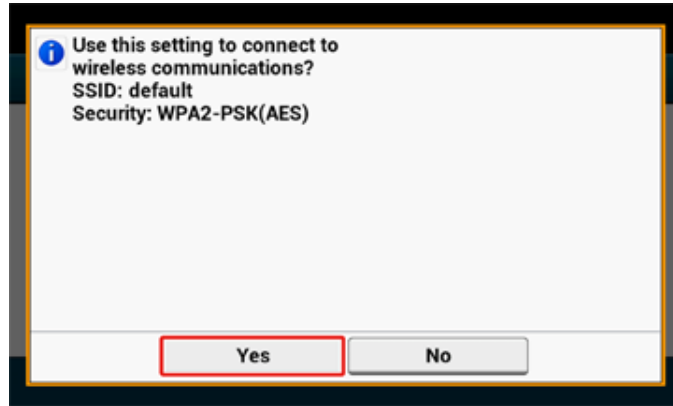 Use this setting to connect to
wireless communications?
SSID: default
Security: WPA2-PSK(AES)
Yes
No